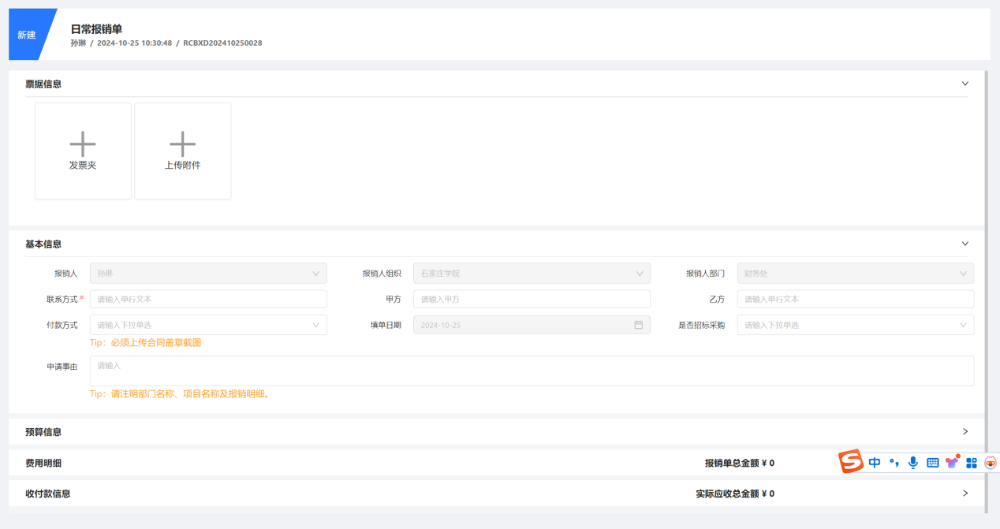 新建
日常报销单
孙琳 / 2024-10-25 10:30:48 / RCBXD202410250028
票据信息
发票夹 上传附件
基本信息
报销人 孙琳 报销人组织 石家庄学院 报销人部门 财务处
联系方式* 请输入单行文本 甲方 请输入甲方 乙方 请输入单行文本
付款方式 请输入下拉单选 填单日期 2024-10-25 是否招标采购 请输入下拉单选
Tip：必须上传合同盖章截图
申请事由 请输入
Tip：请注明部门名称、项目名称及报销明细。
预算信息
费用明细 报销单总金额 ¥ 0
S 中 °,
收付款信息 实际应收总金额 ¥ 0